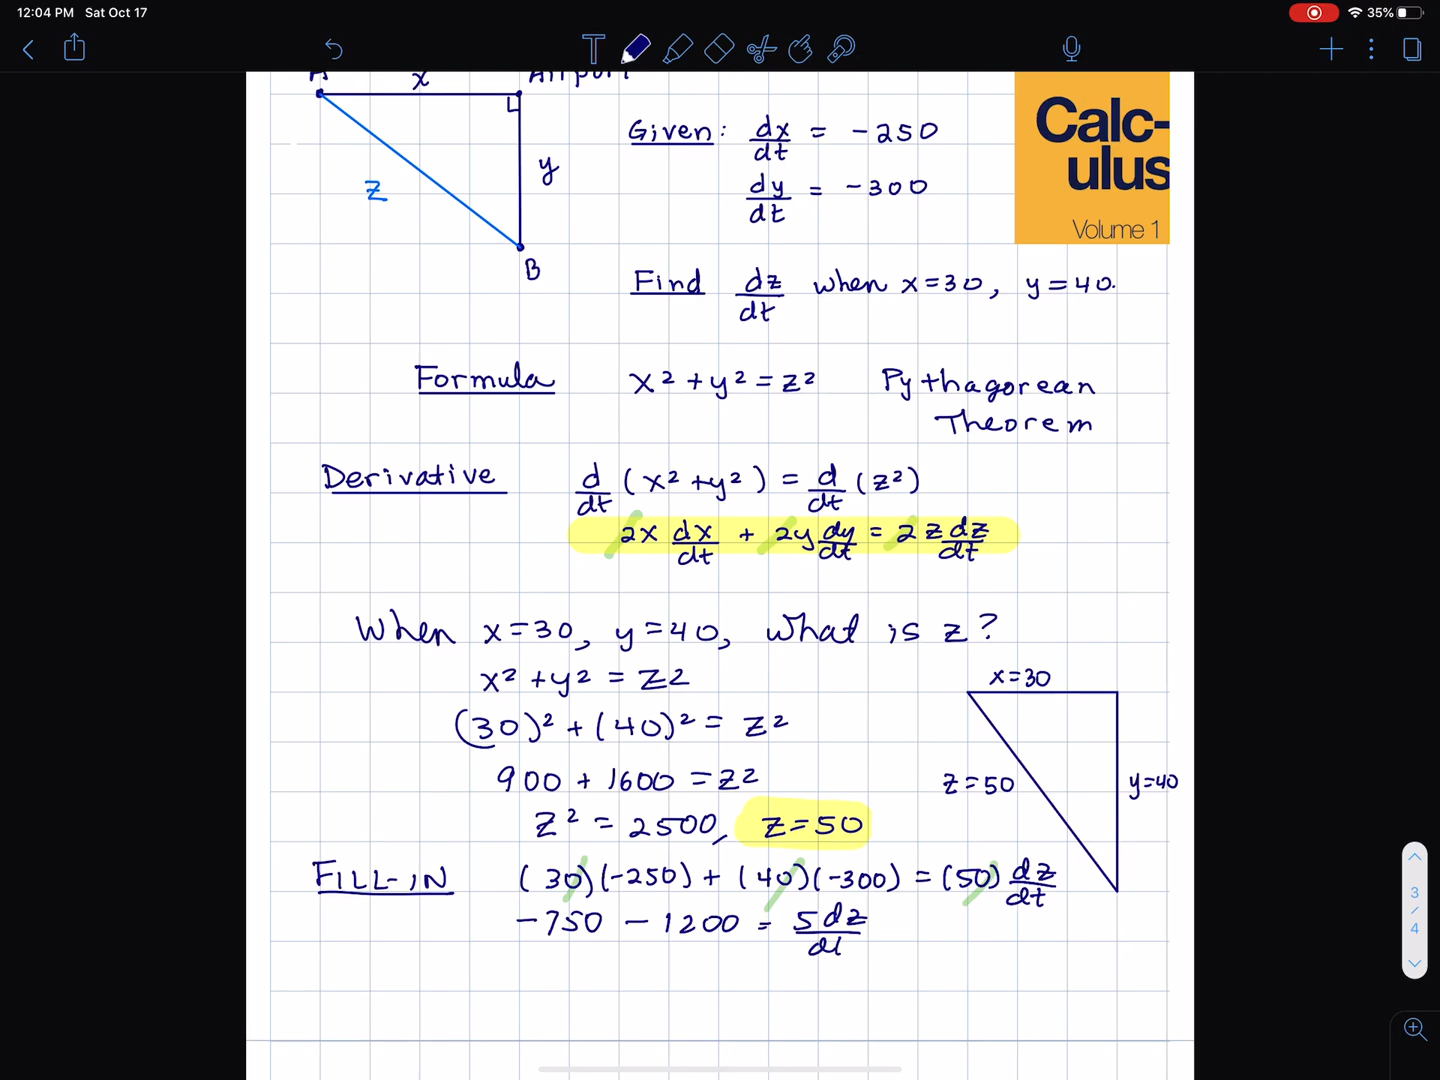 12:04 PM Sat Oct 17
35%
x
Airport
Calc-
ulus
Volume 1
Given: dx/dt = -250
y
z
dy/dt = -300
B
Find dz/dt when x=30, y=40.
Formula x² + y² = z² Pythagorean
Theorem
Derivative d/dt (x² + y²) = d/dt (z²)
2x dx/dt + 2y dy/dt = 2z dz/dt
When x=30, y=40, what is z?
x² + y² = z²
x=30
(30)² + (40)² = z²
900 + 1600 = z²
z=50
y=40
z² = 2500, z=50
FILL-IN (30)(-250) + (40)(-300) = (50) dz/dt
-750 - 1200 = 5 dz/dt
3
/
4